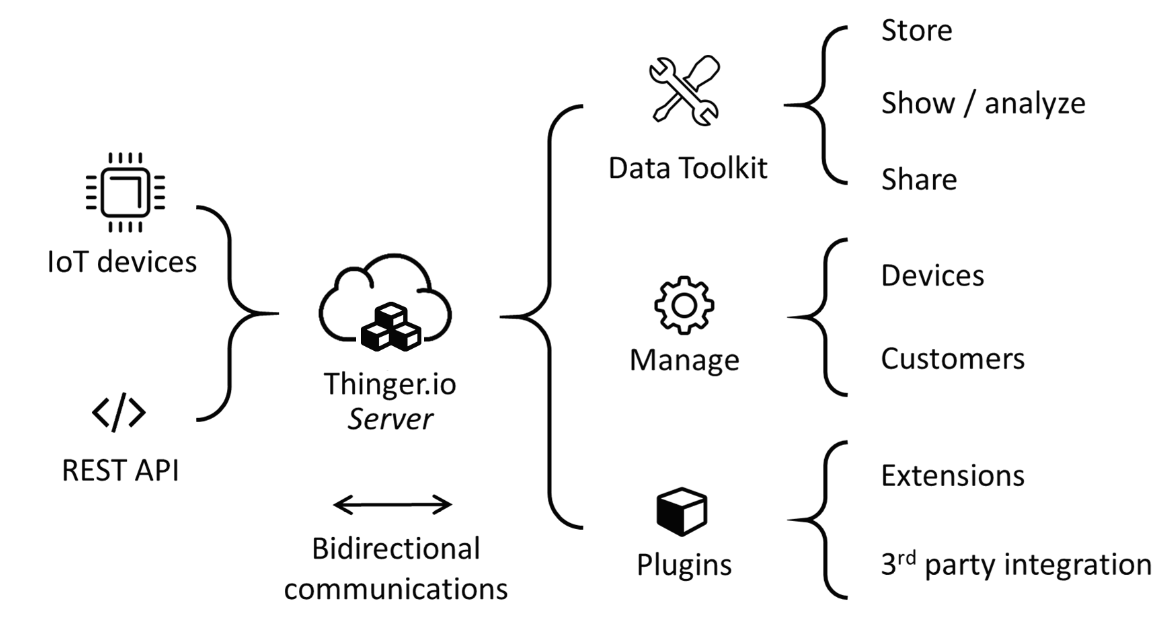 IoT devices
REST API
Thinger.io
Server
Bidirectional
communications
Data Toolkit
Store
Show / analyze
Share
Manage
Devices
Customers
Plugins
Extensions
3rd party integration